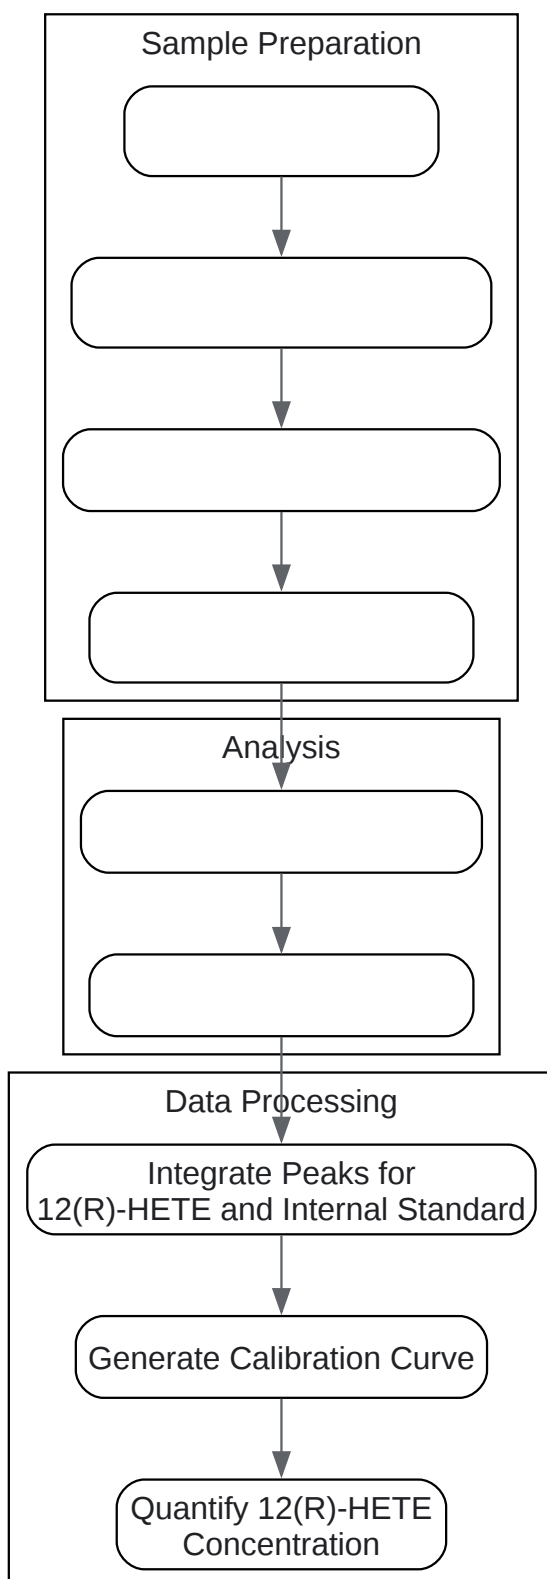 Sample Preparation
Analysis
Data Processing
Integrate Peaks for
12(R)-HETE and Internal Standard
Generate Calibration Curve
Quantify 12(R)-HETE
Concentration